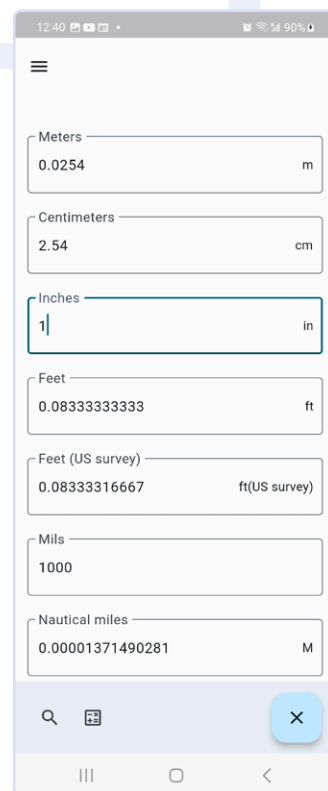 12:40
90%
Meters
0.0254 m
Centimeters
2.54 cm
Inches
1 in
Feet
0.08333333333 ft
Feet (US survey)
0.08333316667 ft(US survey)
Mils
1000
Nautical miles
0.00001371490281 M